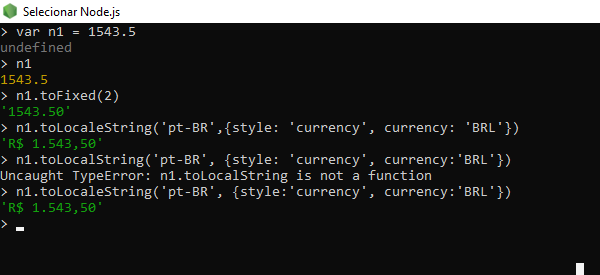 Selecionar Node.js
> var n1 = 1543.5
undefined
> n1
1543.5
> n1.toFixed(2)
'1543.50'
> n1.toLocaleString('pt-BR',{style: 'currency', currency: 'BRL'})
'R$ 1.543,50'
> n1.toLocalString('pt-BR', {style: 'currency', currency:'BRL'})
Uncaught TypeError: n1.toLocalString is not a function
> n1.toLocaleString('pt-BR', {style:'currency', currency:'BRL'})
'R$ 1.543,50'
>